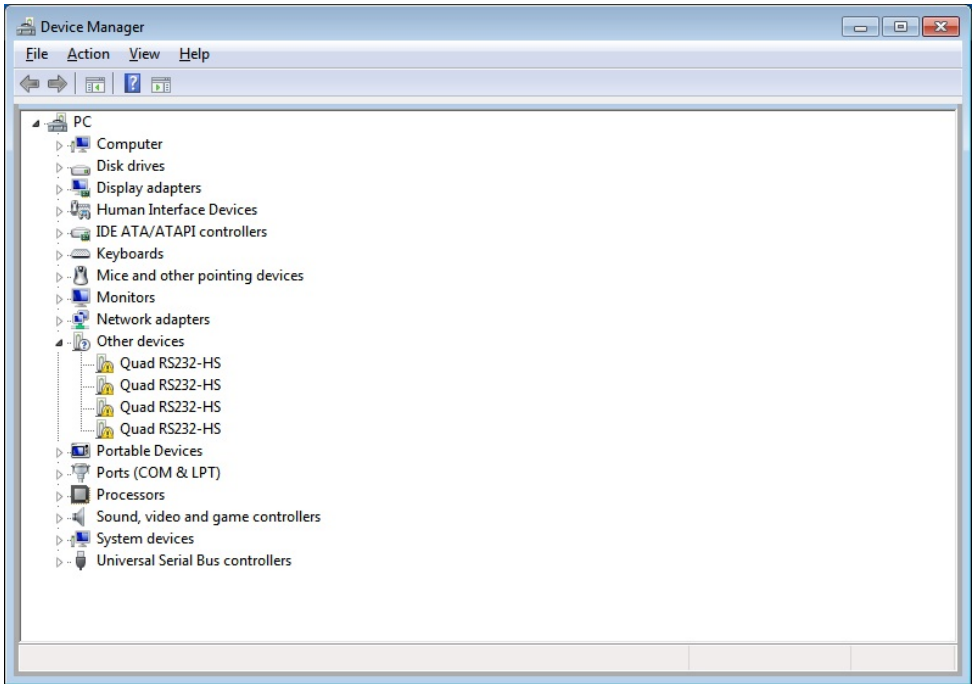 Device Manager
File Action View Help
PC
Computer
Disk drives
Display adapters
Human Interface Devices
IDE ATA/ATAPI controllers
Keyboards
Mice and other pointing devices
Monitors
Network adapters
Other devices
Quad RS232-HS
Quad RS232-HS
Quad RS232-HS
Quad RS232-HS
Portable Devices
Ports (COM & LPT)
Processors
Sound, video and game controllers
System devices
Universal Serial Bus controllers